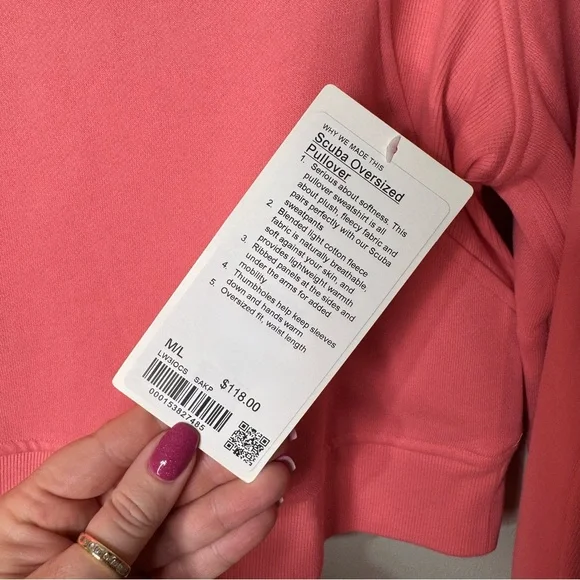 WHY WE MADE THIS
Scuba Oversized
Pullover
1. Serious about softness. This
pullover sweatshirt is all
about plush, fleecy fabric and
pairs perfectly with our Scuba
sweatpants
2. Blended light cotton fleece
fabric is naturally breathable,
soft against your skin, and
provides lightweight warmth
3. Ribbed panels at the sides and
under the arms for added
mobility
4. Thumbholes help keep sleeves
down and hands warm
5. Oversized fit, waist length
M/L
LW3IOCS SAKP $118.00
000153827485